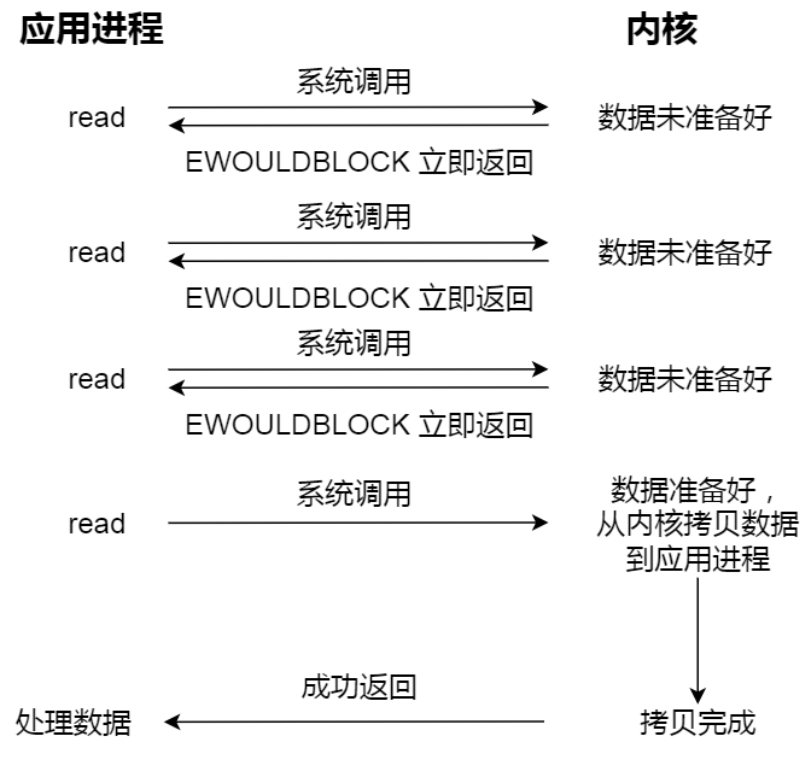 应用进程
内核
系统调用
read
数据未准备好
EWOULDBLOCK 立即返回
系统调用
read
数据未准备好
EWOULDBLOCK 立即返回
系统调用
read
数据未准备好
EWOULDBLOCK 立即返回
系统调用
read
数据准备好，
从内核拷贝数据
到应用进程
成功返回
处理数据
拷贝完成